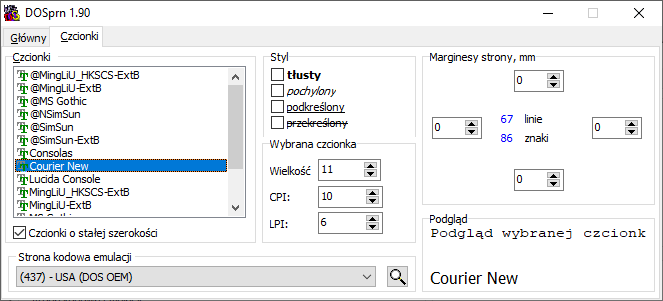 DOSprn 1.90
Główny
Czcionki
Czcionki
@MingLiU_HKSCS-ExtB
@MingLiU-ExtB
@MS Gothic
@NSimSun
@SimSun
@SimSun-ExtB
Consolas
Courier New
Lucida Console
MingLiU_HKSCS-ExtB
MingLiU-ExtB
MS Gothic
Czcionki o stałej szerokości
Styl
tłusty
pochylony
podkreślony
przekreślony
Wybrana czcionka
Wielkość 11
CPI: 10
LPI: 6
Marginesy strony, mm
0
0 67 linie 0
86 znaki
0
Podgląd
Podgląd wybranej czcionk
Courier New
Strona kodowa emulacji
(437) - USA (DOS OEM)